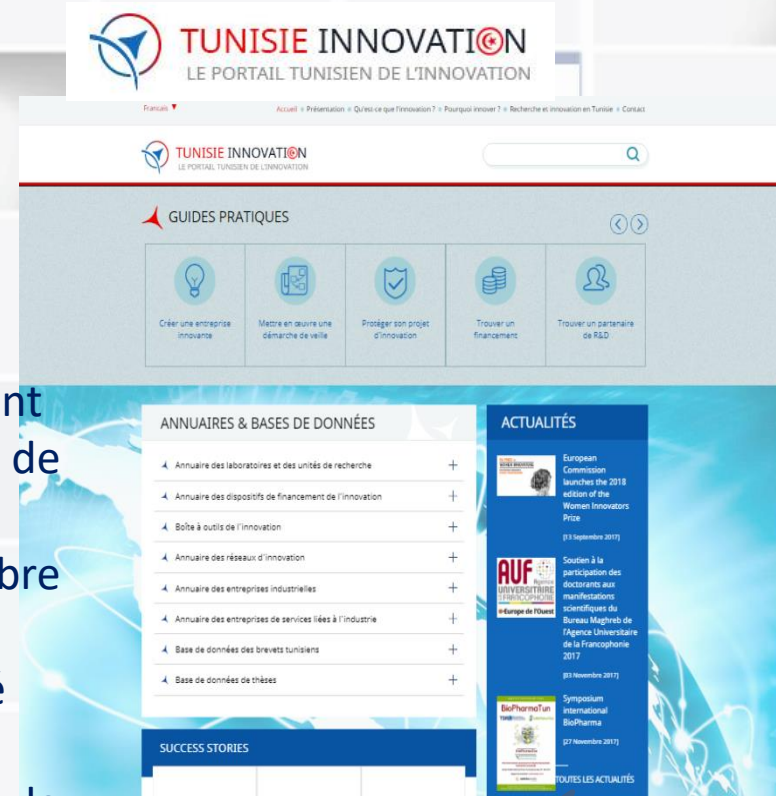 TUNISIE INNOVATION
LE PORTAIL TUNISIEN DE L'INNOVATION
Français
Accueil Présentation Qu'est-ce que l'innovation ? Pourquoi innover ? Recherche et innovation en Tunisie Contact
TUNISIE INNOVATION
LE PORTAIL TUNISIEN DE L'INNOVATION
GUIDES PRATIQUES
Créer une entreprise
innovante
Mettre en œuvre une
démarche de veille
Protéger son projet
d'innovation
Trouver un
financement
Trouver un partenaire
de R&D
nt
de
bre
ANNUAIRES & BASES DE DONNÉES
Annuaire des laboratoires et des unités de recherche
Annuaire des dispositifs de financement de l'innovation
Boîte à outils de l'innovation
Annuaire des réseaux d'innovation
Annuaire des entreprises industrielles
Annuaire des entreprises de services liées à l'industrie
Base de données des brevets tunisiens
Base de données de thèses
SUCCESS STORIES
ACTUALITÉS
European
Commission
launches the 2018
edition of the
Women Innovators
Prize
[13 Septembre 2017]
AUF
Agence
UNIVERSITAIRE
FRANCOPHONIE
Europe de l'Ouest
Soutien à la
participation des
doctorants aux
manifestations
scientifiques du
Bureau Maghreb de
l'Agence Universitaire
de la Francophonie
2017
[03 Novembre 2017]
BioPharmaTun
Symposium
international
BioPharma
[27 Novembre 2017]
TOUTES LES ACTUALITÉS